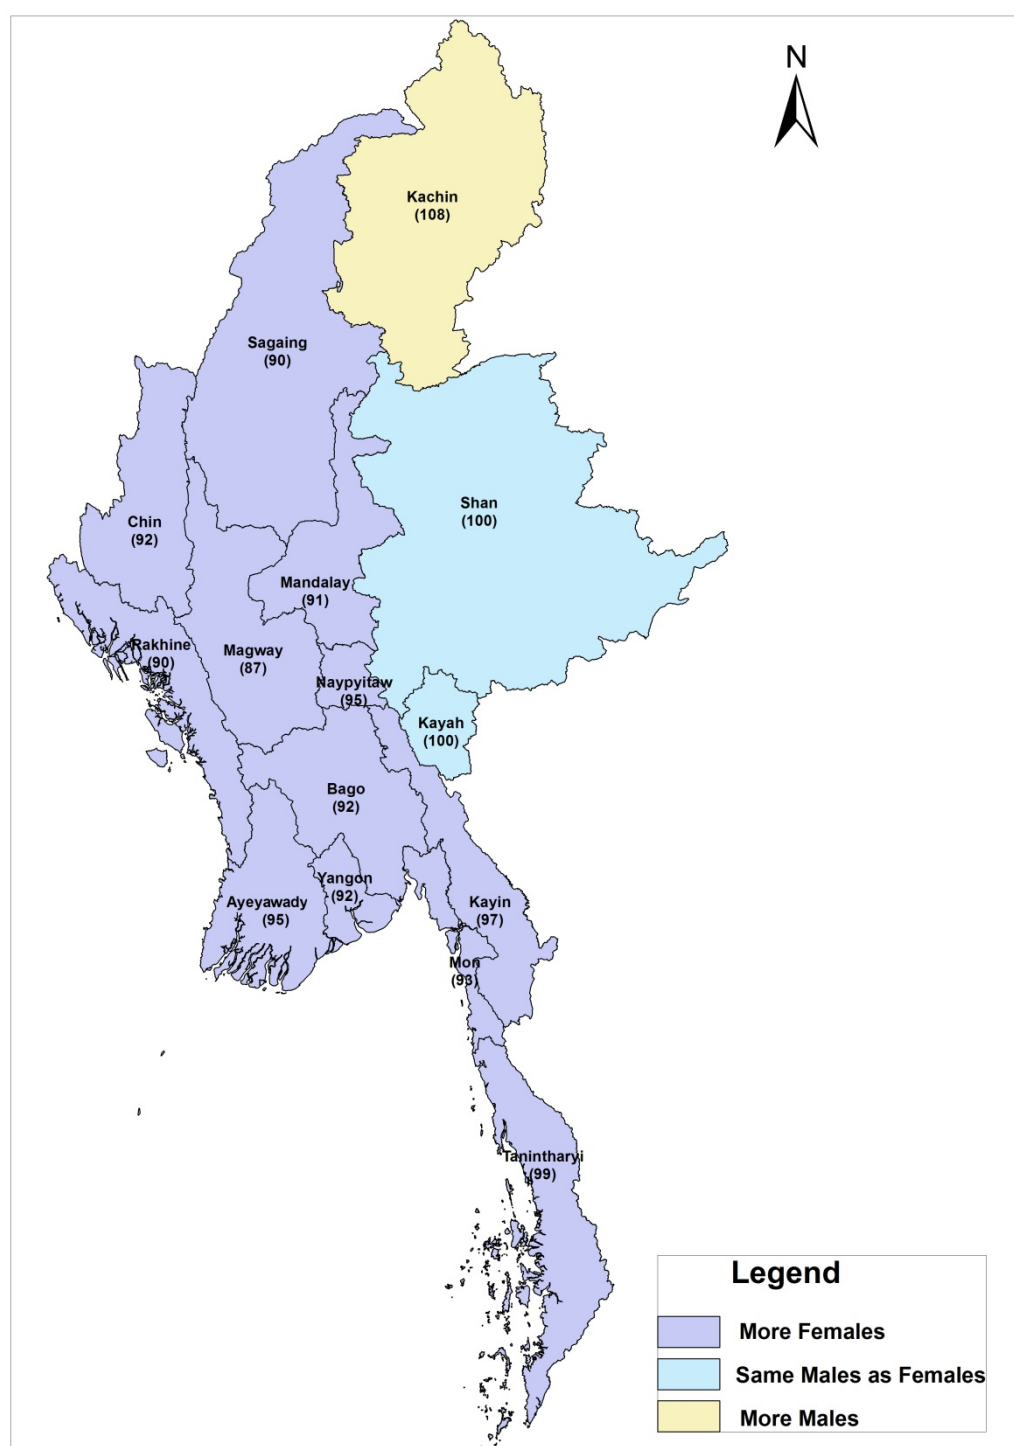 N
Kachin
(108)
Sagaing
(90)
Shan
(100)
Chin
(92)
Mandalay
(91)
Rakhine
(90)
Magway
(87)
Naypyitaw
(95)
Kayah
(100)
Bago
(92)
Yangon
(92)
Ayeyawady
(95)
Kayin
(97)
Mon
(93)
Tanintharyi
(99)
Legend
More Females
Same Males as Females
More Males